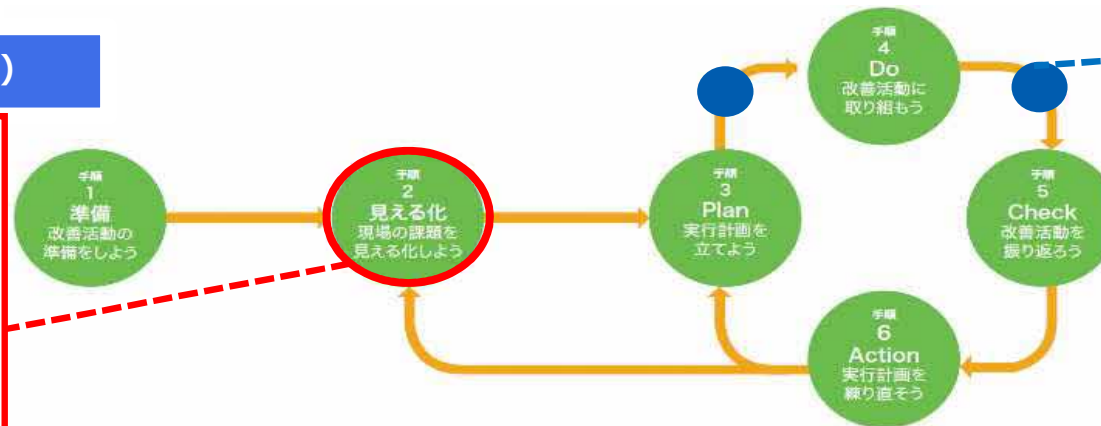 )
手順
1
準備
改善活動の
準備をしよう
手順
2
見える化
現場の課題を
見える化しよう
手順
3
Plan
実行計画を
立てよう
手順
4
Do
改善活動に
取り組もう
手順
5
Check
改善活動を
振り返ろう
手順
6
Action
実行計画を
練り直そう